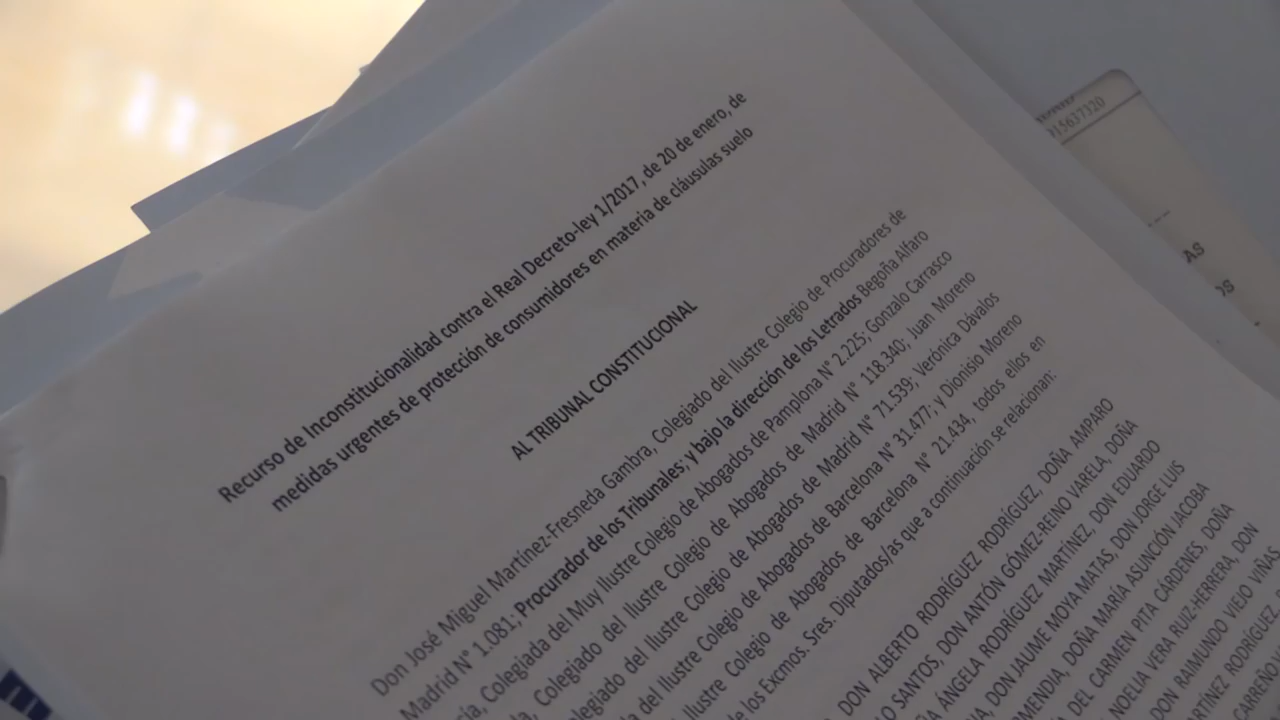 Recurso de Inconstitucionalidad contra el Real Decreto-ley 1/2017, de 20 de enero, de
medidas urgentes de protección de consumidores en materia de cláusulas suelo
AL TRIBUNAL CONSTITUCIONAL
Don José Miguel Martínez-Fresneda Gambra, Colegiado del Ilustre Colegio de Procuradores de
Madrid N° 1.081; Procurador de los Tribunales, y bajo la dirección de los Letrados Begoña Alfaro
Colegiada del Muy Ilustre Colegio de Abogados de Pamplona N° 2.225; Gonzalo Carrasco
Colegiado del Ilustre Colegio de Abogados de Madrid N° 118.340; Juan Moreno
del Ilustre Colegio de Abogados de Madrid N° 71.539; Verónica Dávalos
del Ilustre Colegio de Abogados de Barcelona N° 31.477; y Dionisio Moreno
Ilustre Colegio de Abogados de Barcelona N° 21.434, todos ellos en
de los Excmos. Sres. Diputados/as que a continuación se relacionan:
DON ALBERTO RODRÍGUEZ RODRÍGUEZ, DOÑA AMPARO
SANTOS, DON ANTÓN GÓMEZ-REINO VARELA, DOÑA
ÁNGELA RODRÍGUEZ MARTÍNEZ, DON EDUARDO
DON JAUME MOYA MATAS, DON JORGE LUIS
DOÑA MARÍA ASUNCIÓN JACOBA
DEL CARMEN PITA CÁRDENES, DOÑA
NOELIA VERA RUIZ-HERRERA, DON
DON RAIMUNDO VIEJO VIÑAS,
RODRÍGUEZ
CARREÑO
915637320
AS
OS